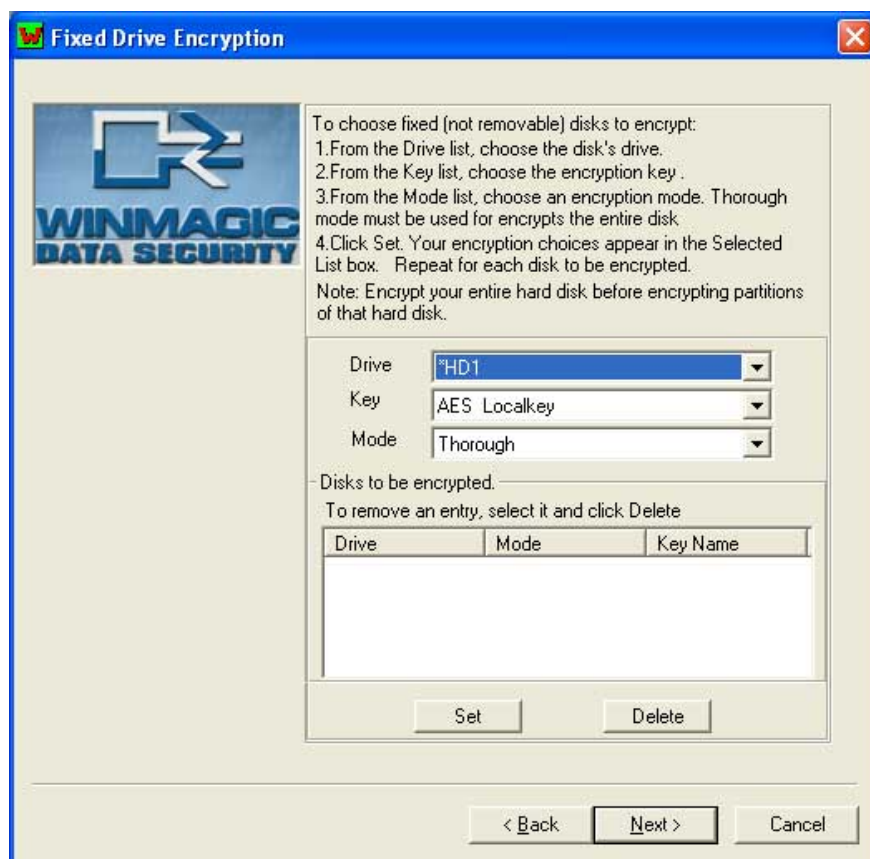 Fixed Drive Encryption
WINMAGIC
DATA SECURITY
To choose fixed (not removable) disks to encrypt:
1.From the Drive list, choose the disk's drive.
2.From the Key list, choose the encryption key .
3.From the Mode list, choose an encryption mode. Thorough
mode must be used for encrypts the entire disk
4.Click Set. Your encryption choices appear in the Selected
List box. Repeat for each disk to be encrypted.
Note: Encrypt your entire hard disk before encrypting partitions
of that hard disk.
Drive *HD1
Key AES Localkey
Mode Thorough
Disks to be encrypted.
To remove an entry, select it and click Delete
Drive Mode Key Name
Set Delete
< Back Next > Cancel